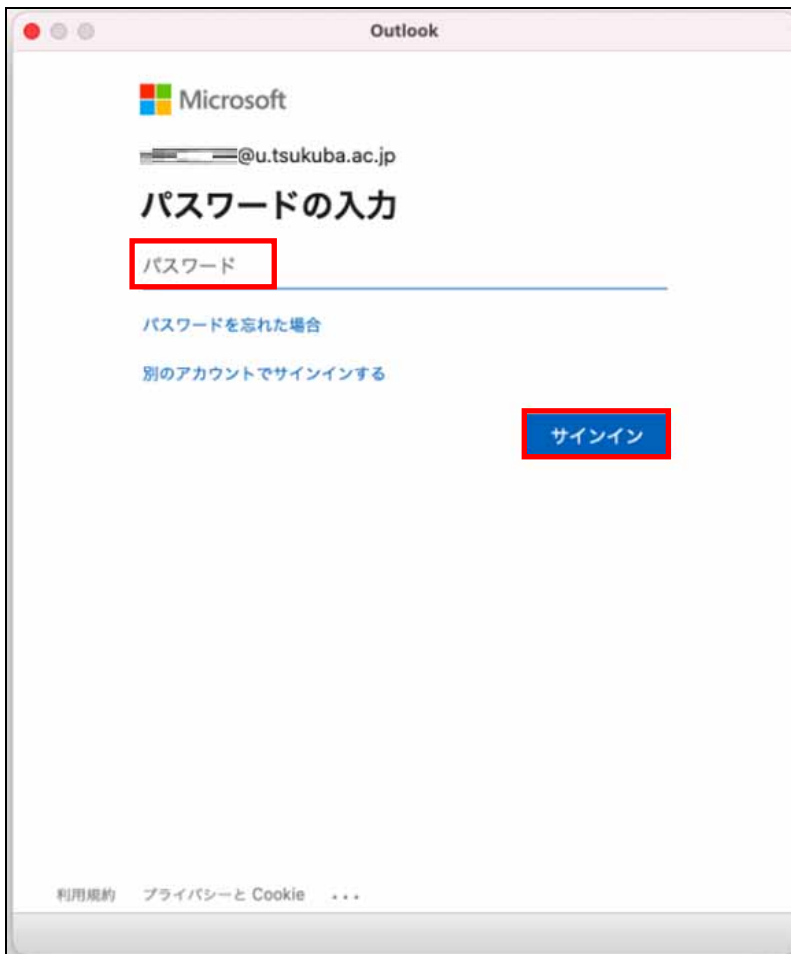 Outlook
Microsoft
@u.tsukuba.ac.jp
パスワードの入力
パスワード
パスワードを忘れた場合
別のアカウントでサインインする
サインイン
利用規約 プライバシーと Cookie ...